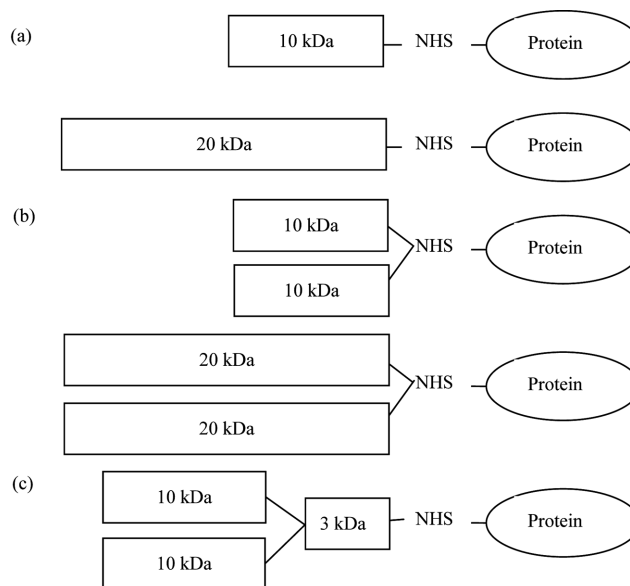 (a) 10 kDa NHS Protein
20 kDa NHS Protein
(b)
10 kDa
NHS Protein
10 kDa
20 kDa
NHS Protein
20 kDa
(c)
10 kDa
3 kDa NHS Protein
10 kDa